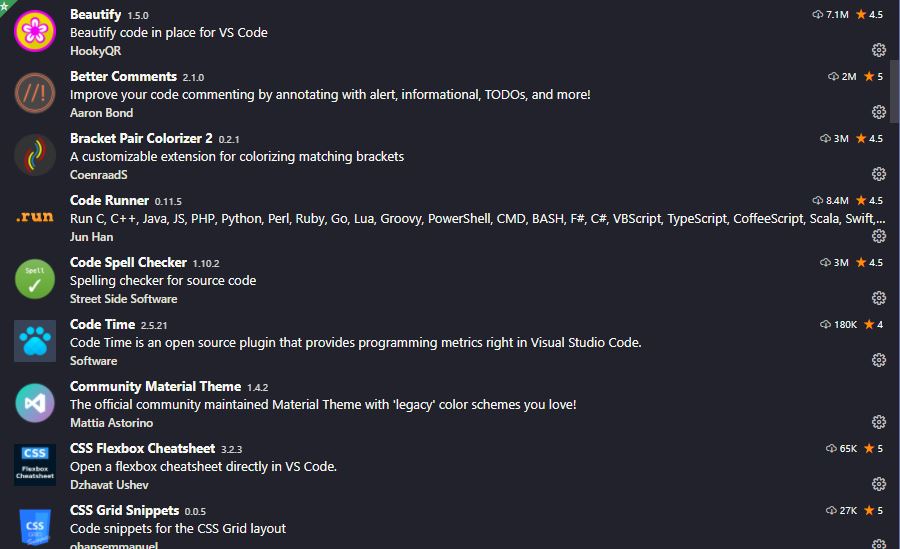 Beautify 1.5.0 7.1M 4.5
Beautify code in place for VS Code
HookyQR
//! Better Comments 2.1.0 2M 5
Improve your code commenting by annotating with alert, informational, TODOs, and more!
Aaron Bond
Bracket Pair Colorizer 2 0.2.1 3M 4.5
A customizable extension for colorizing matching brackets
CoenraadS
Code Runner 0.11.5 8.4M 4.5
.run Run C, C++, Java, JS, PHP, Python, Perl, Ruby, Go, Lua, Groovy, PowerShell, CMD, BASH, F#, C#, VBScript, TypeScript, CoffeeScript, Scala, Swift,...
Jun Han
Spell Code Spell Checker 1.10.2 3M 4.5
Spelling checker for source code
Street Side Software
Code Time 2.5.21 180K 4
Code Time is an open source plugin that provides programming metrics right in Visual Studio Code.
Software
Community Material Theme 1.4.2
The official community maintained Material Theme with 'legacy' color schemes you love!
Mattia Astorino
CSS CSS Flexbox Cheatsheet 3.2.3 65K 5
Flexbox Open a flexbox cheatsheet directly in VS Code.
Cheatsheet Dzhavat Ushev
CSS Grid Snippets 0.0.5 27K 5
CSS Code snippets for the CSS Grid layout
ohansemmanuel